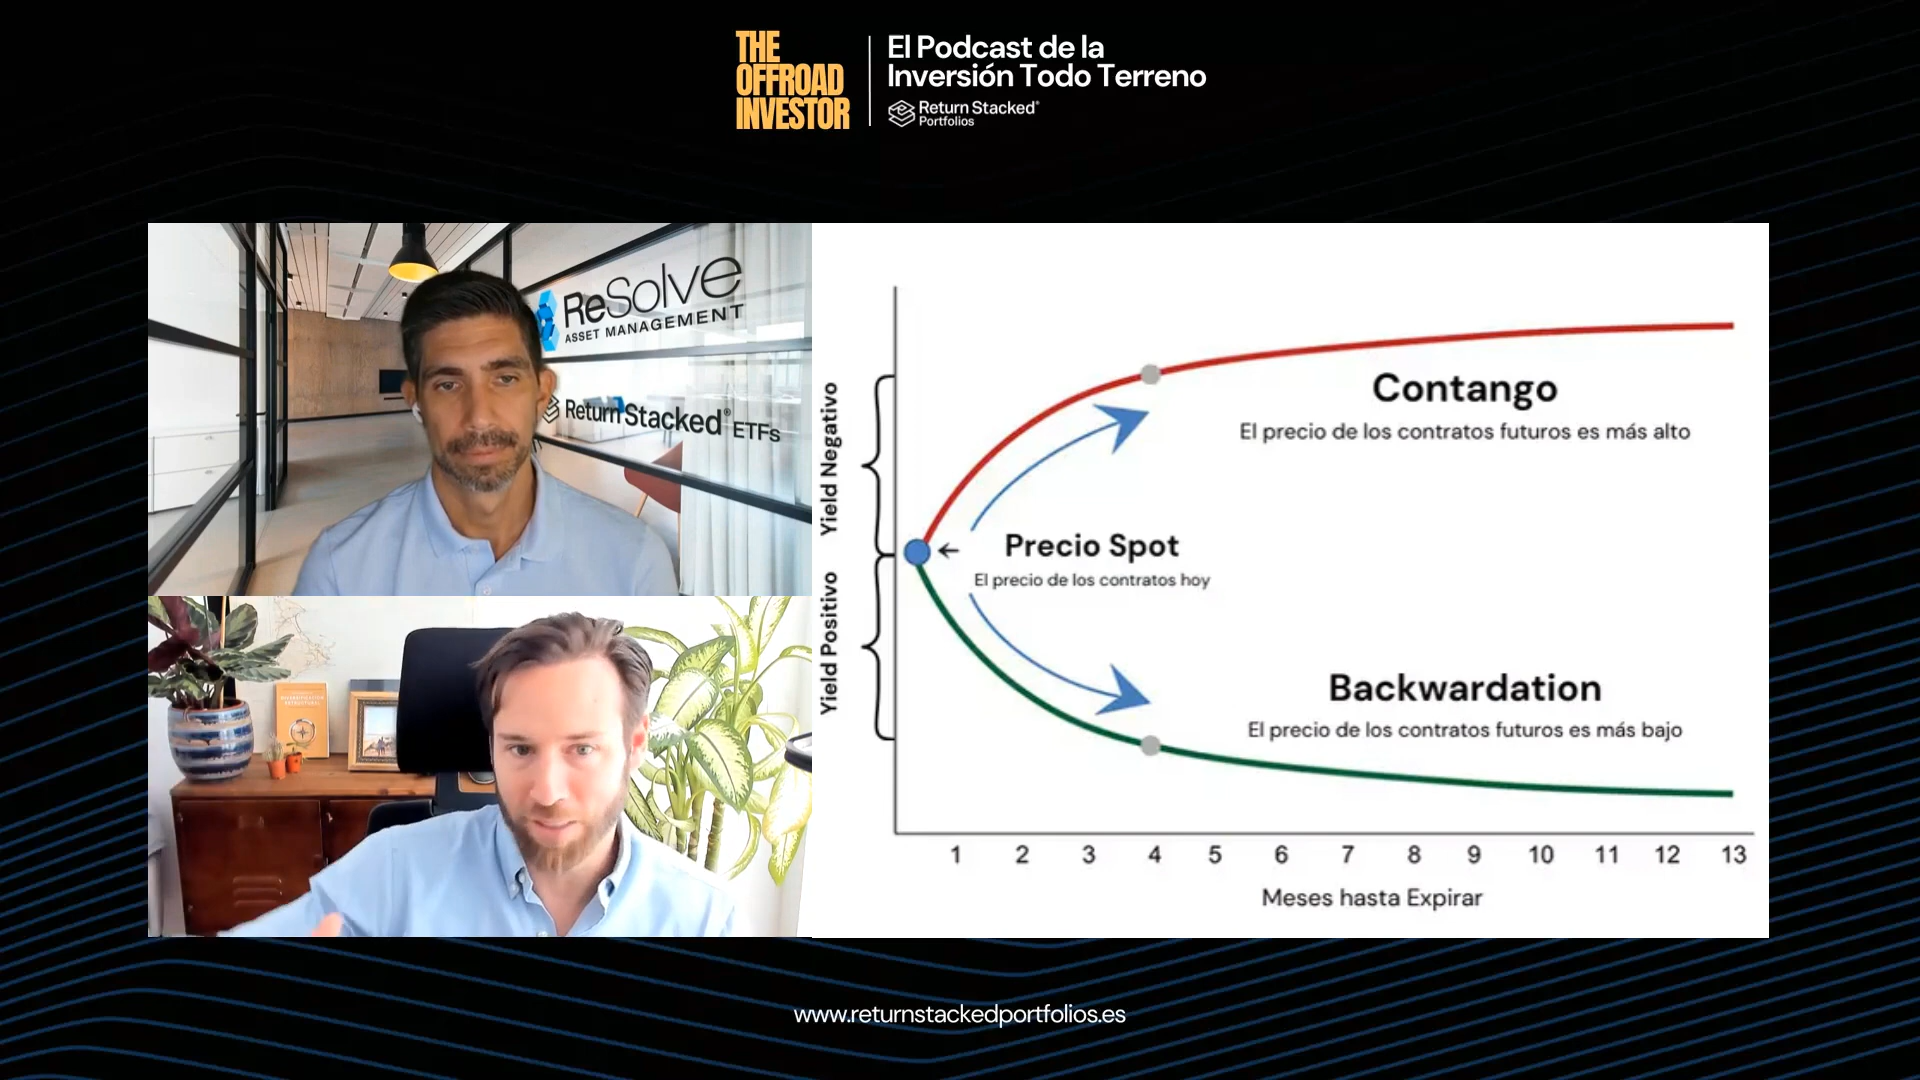 THE
OFFROAD
INVESTOR
El Podcast de la
Inversión Todo Terreno
Return Stacked®
Portfolios
ReSolve
ASSET MANAGEMENT
Return Stacked® ETFs
Yield Negativo
Yield Positivo
Contango
El precio de los contratos futuros es más alto
Precio Spot
El precio de los contratos hoy
Backwardation
El precio de los contratos futuros es más bajo
1 2 3 4 5 6 7 8 9 10 11 12 13
Meses hasta Expirar
www.returnstackedportfolios.es